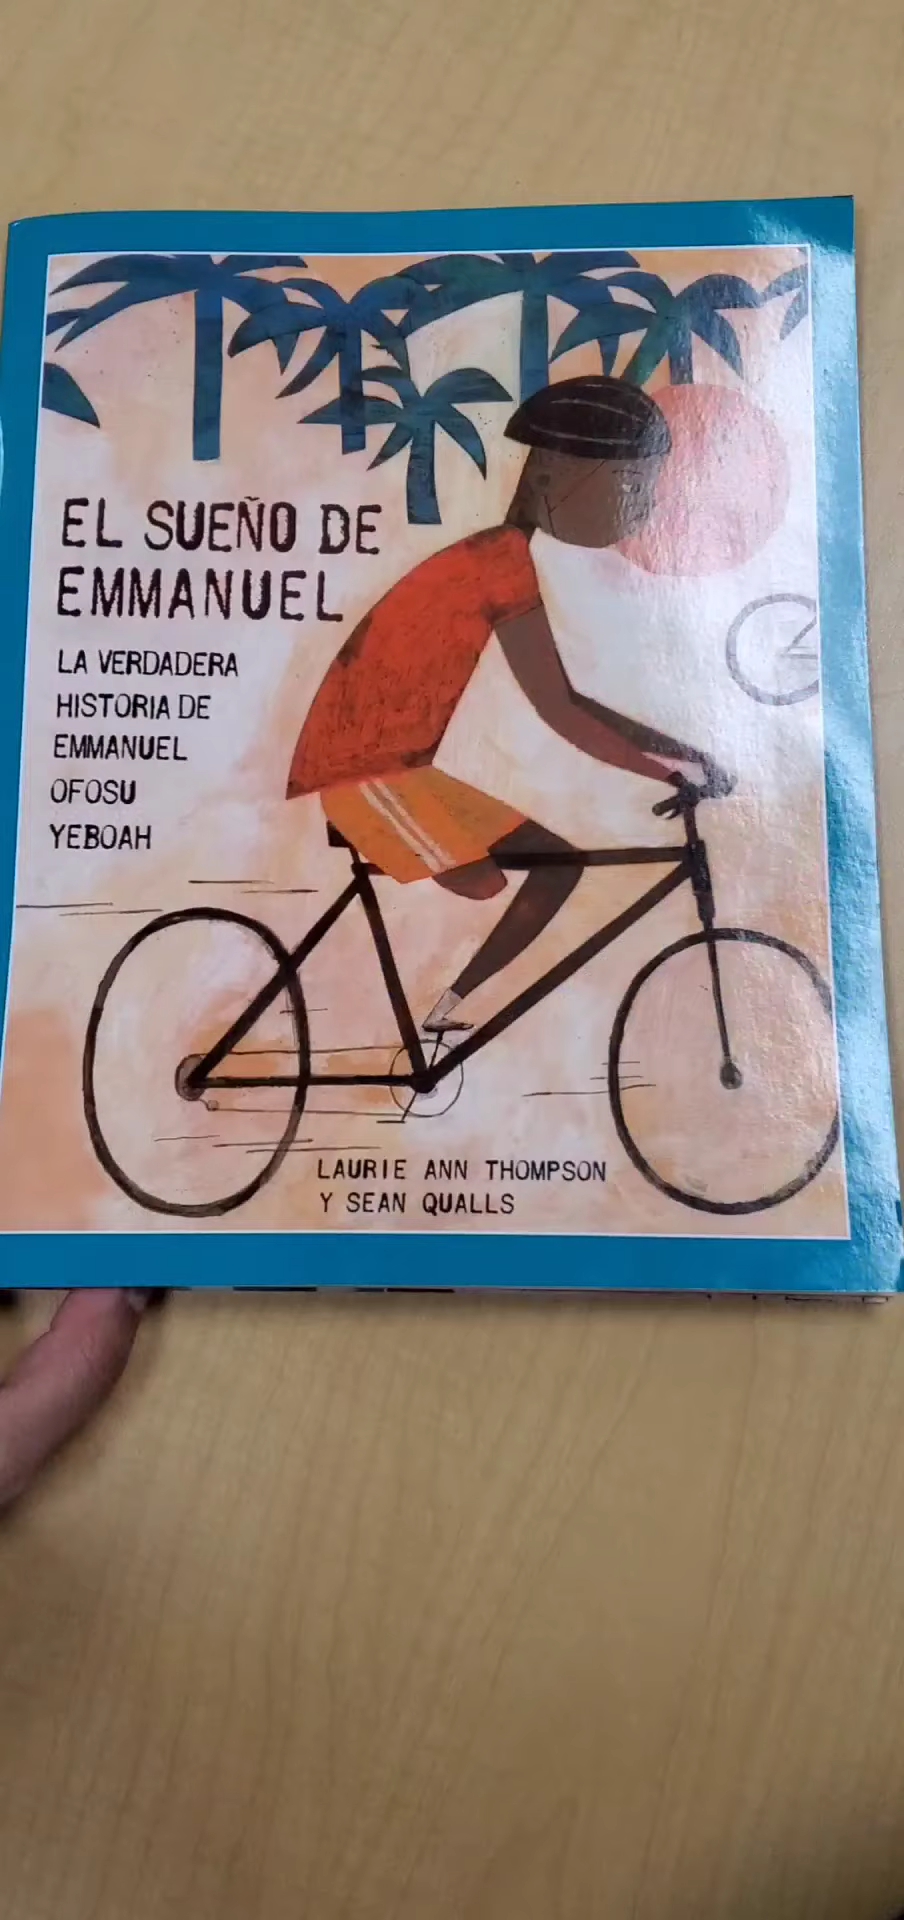 EL SUEÑO DE
EMMANUEL
LA VERDADERA
HISTORIA DE
EMMANUEL
OFOSU
YEBOAH
LAURIE ANN THOMPSON
Y SEAN QUALLS